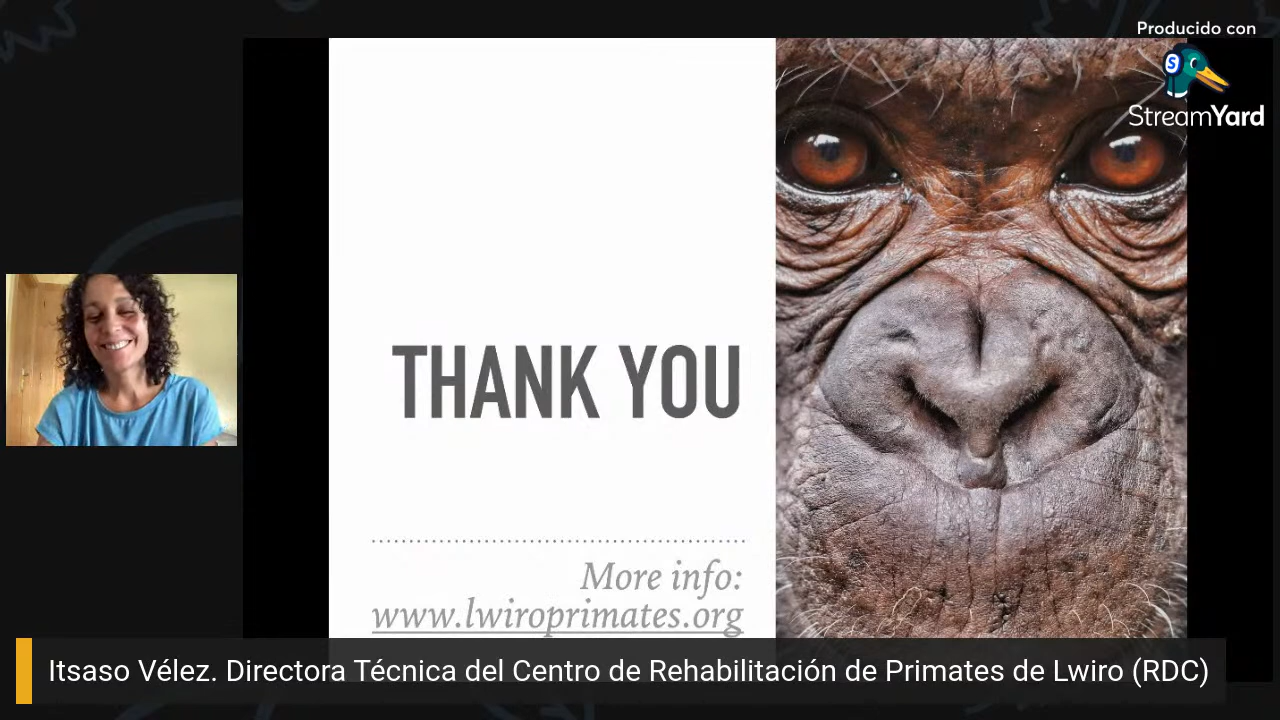 Producido con
S
StreamYard
THANK YOU
More info:
www.lwiroprimates.org
Itsaso Vélez. Directora Técnica del Centro de Rehabilitación de Primates de Lwiro (RDC)